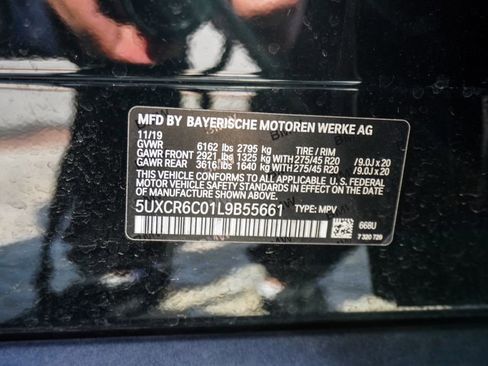 MFD BY BAYERISCHE MOTOREN WERKE AG
11/19
GVWR 6162 lbs 2795 kg TIRE / RIM
GAWR FRONT 2921 lbs 1325 kg WITH 275/45 R20 /9.0J x 20
GAWR REAR 3616 lbs 1640 kg WITH 275/45 R20 /9.0J x 20
THIS VEHICLE CONFORMS TO ALL APPLICABLE U. S. FEDERAL
MOTOR VEHICLE SAFETY STANDARDS IN EFFECT ON THE DATE
OF MANUFACTURE SHOWN ABOVE.
5UXCR6C01L9B55661 TYPE: MPV
668U
7 320 729